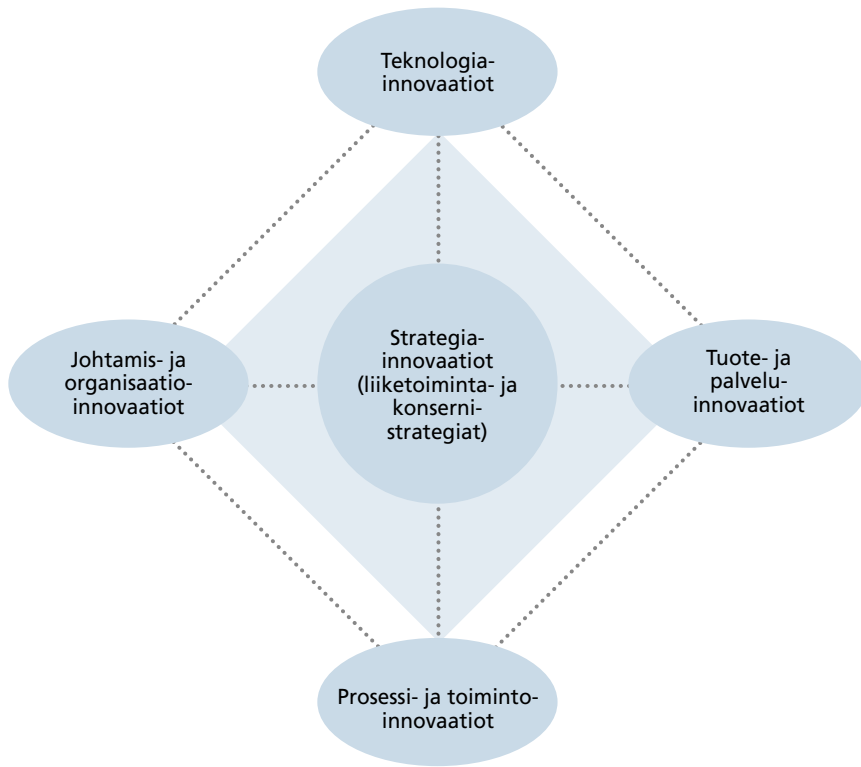 Teknologia-
innovaatiot
Johtamis- ja
organisaatio-
innovaatiot
Strategia-
innovaatiot
(liiketoiminta- ja
konserni-
strategiat)
Tuote- ja
palvelu-
innovaatiot
Prosessi- ja toiminto-
innovaatiot